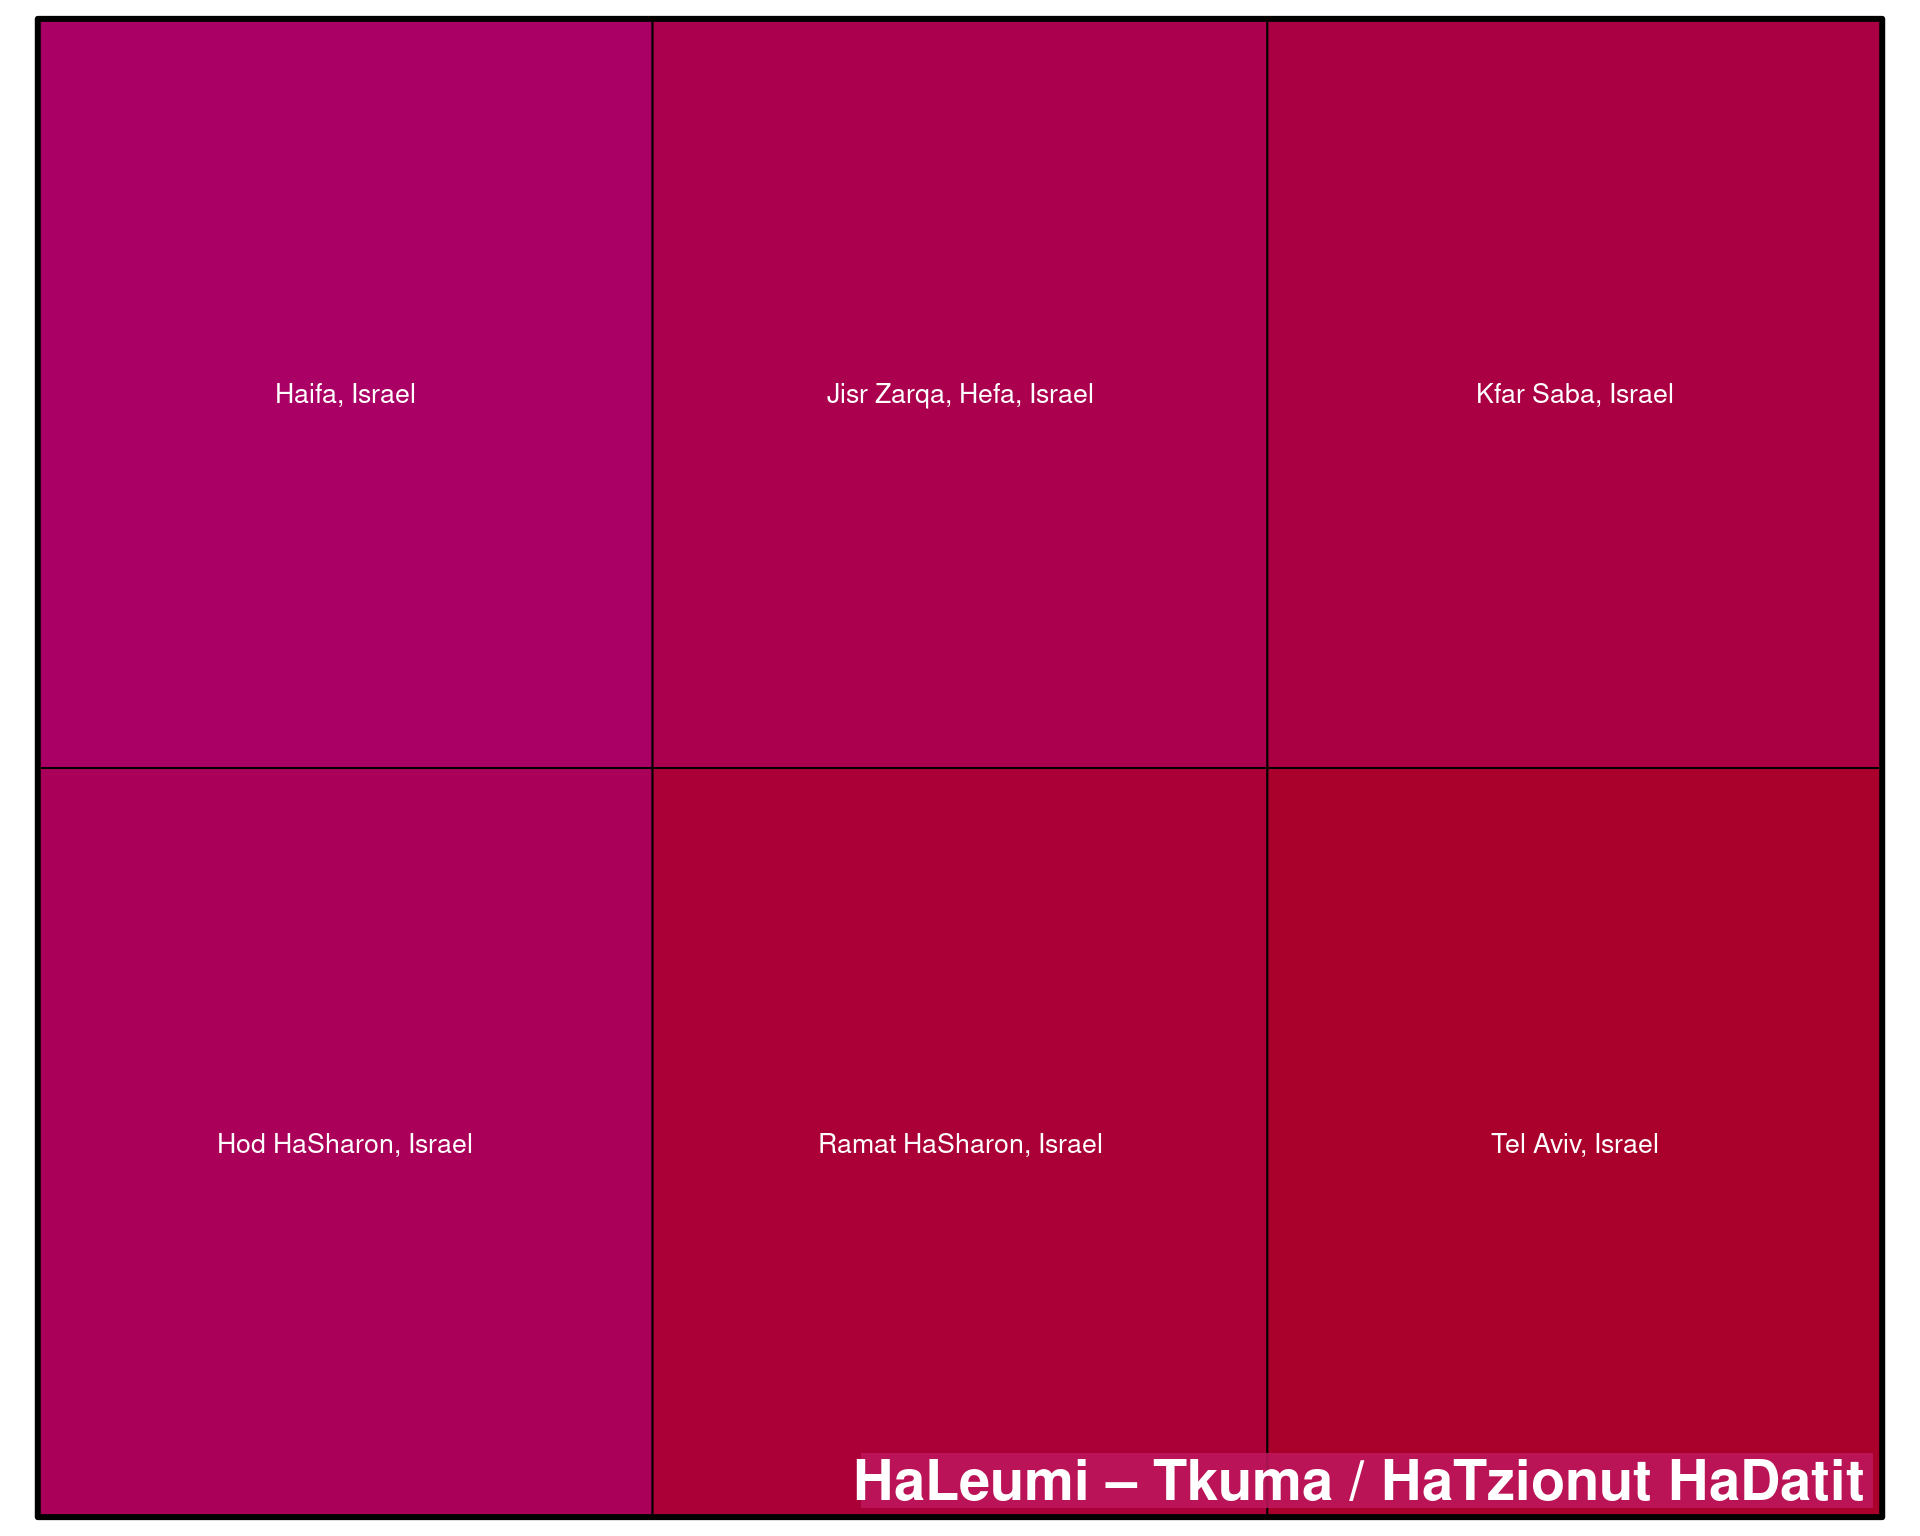 Haifa, Israel
Jisr Zarqa, Hefa, Israel
Kfar Saba, Israel
Hod HaSharon, Israel
Ramat HaSharon, Israel
Tel Aviv, Israel
HaLeumi – Tkuma / HaTzionut HaDatit